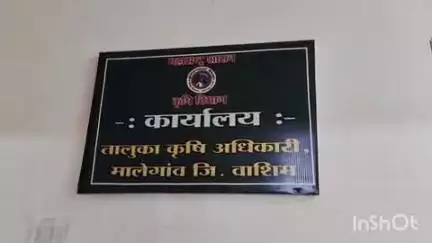 महाराष्ट्र शासन
कृषि विभाग
-: कार्यालय :-
तालुका कृषि अधिकारी,
मालेगांव जि. वाशिम
InShOt